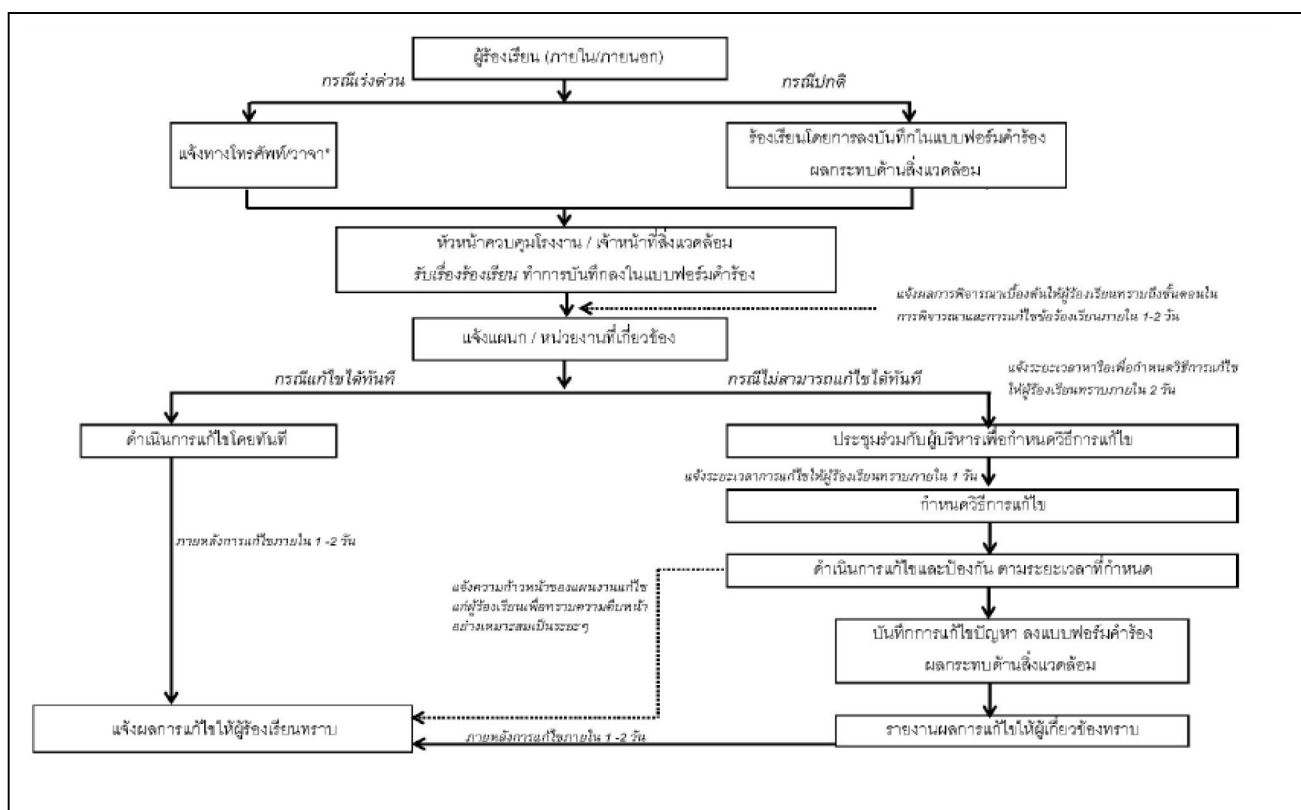 ผู้ร้องเรียน (ภายใน/ภายนอก)
กรณีเร่งด่วน
กรณีปกติ
แจ้งทางโทรศัพท์/วาจา*
ร้องเรียนโดยการลงบันทึกในแบบฟอร์มคำร้อง
ผลกระทบด้านสิ่งแวดล้อม
หัวหน้าควบคุมโรงงาน / เจ้าหน้าที่สิ่งแวดล้อม
รับเรื่องร้องเรียน ทำการบันทึกลงในแบบฟอร์มคำร้อง
แจ้งผลการพิจารณาเบื้องต้นให้ผู้ร้องเรียนทราบถึงขั้นตอนใน
การพิจารณาและการแก้ไขข้อร้องเรียนภายใน 1-2 วัน
แจ้งแผนก / หน่วยงานที่เกี่ยวข้อง
กรณีแก้ไขได้ทันที
กรณีไม่สามารถแก้ไขได้ทันที
แจ้งระยะเวลาหารือเพื่อกำหนดวิธีการแก้ไข
ให้ผู้ร้องเรียนทราบภายใน 2 วัน
ดำเนินการแก้ไขโดยทันที
ประชุมร่วมกับผู้บริหารเพื่อกำหนดวิธีการแก้ไข
แจ้งระยะเวลาการแก้ไขให้ผู้ร้องเรียนทราบภายใน 1 วัน
กำหนดวิธีการแก้ไข
ภายหลังการแก้ไขภายใน 1 -2 วัน
ดำเนินการแก้ไขและป้องกัน ตามระยะเวลาที่กำหนด
แจ้งความก้าวหน้าของแผนงานแก้ไข
แก่ผู้ร้องเรียนเพื่อทราบความคืบหน้า
อย่างเหมาะสมเป็นระยะๆ
บันทึกการแก้ไขปัญหา ลงแบบฟอร์มคำร้อง
ผลกระทบด้านสิ่งแวดล้อม
แจ้งผลการแก้ไขให้ผู้ร้องเรียนทราบ
ภายหลังการแก้ไขภายใน 1 -2 วัน
รายงานผลการแก้ไขให้ผู้เกี่ยวข้องทราบ